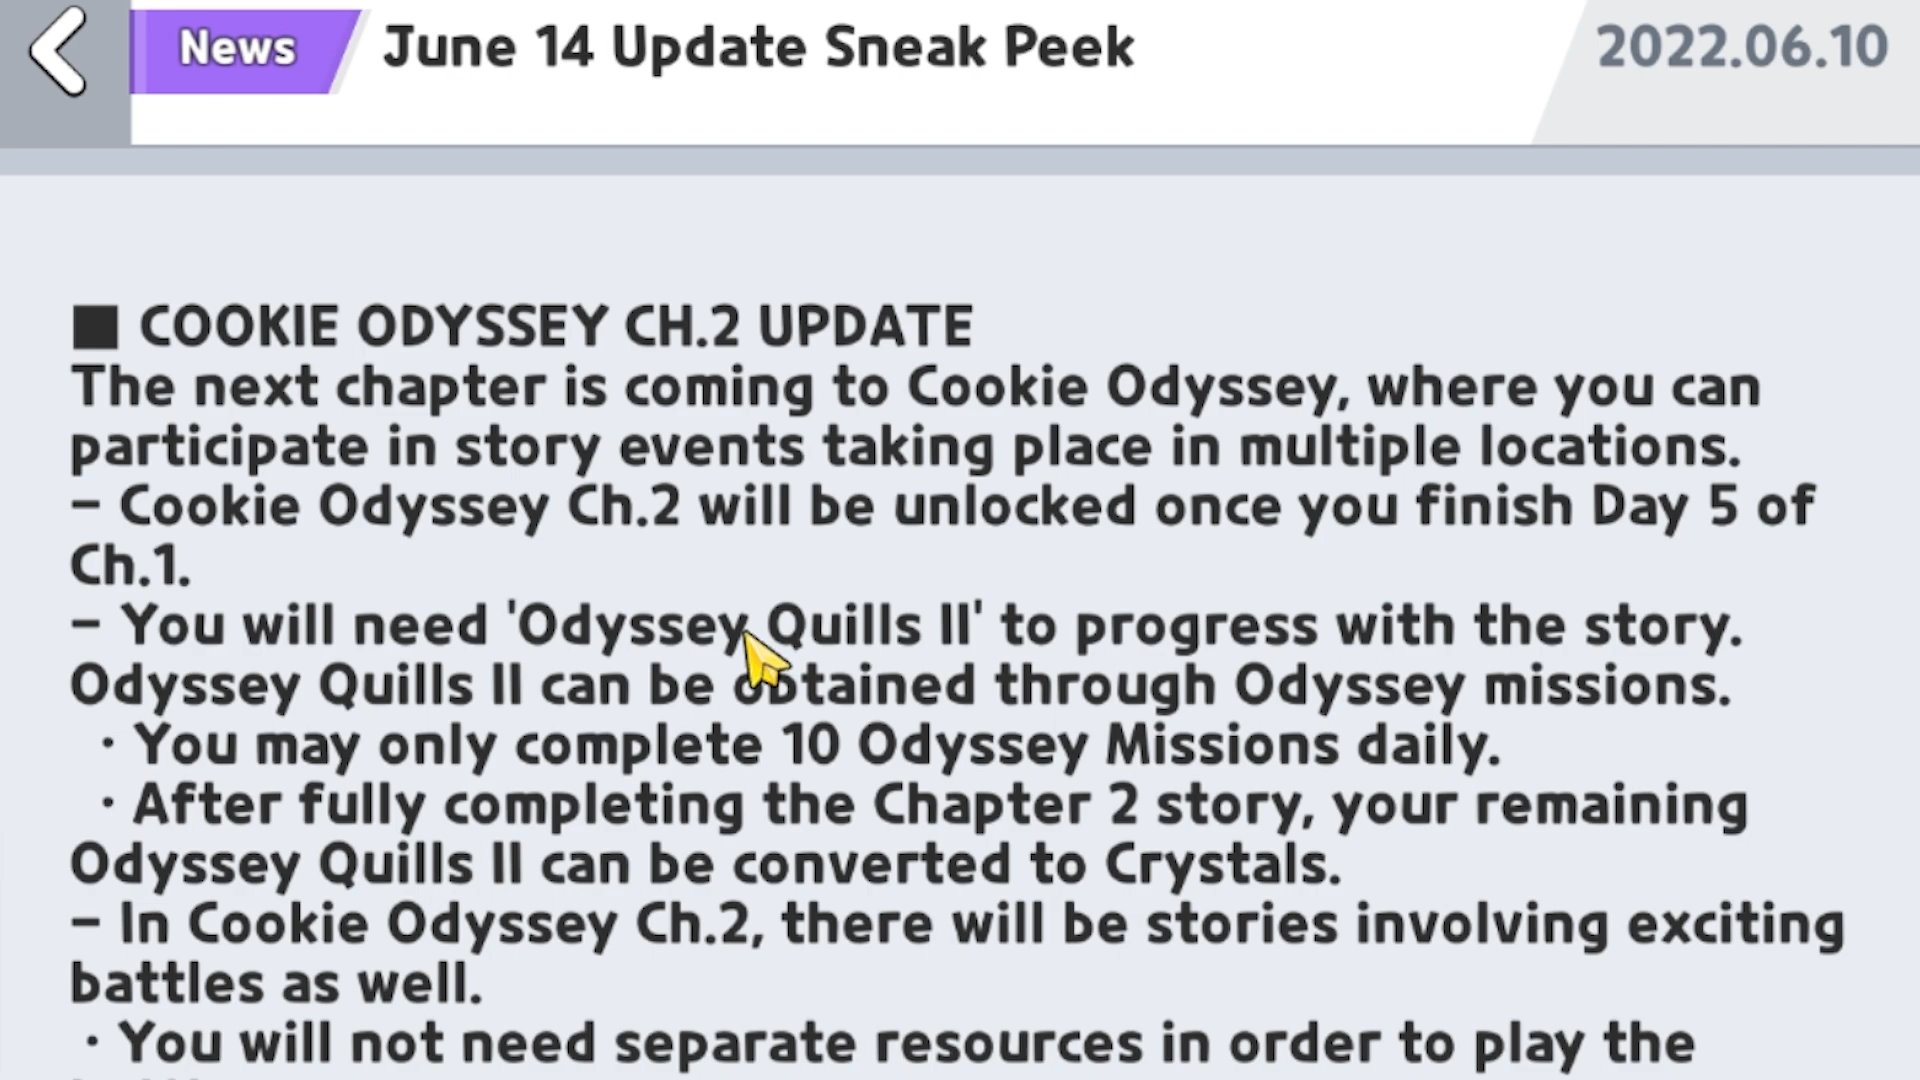 News
June 14 Update Sneak Peek
2022.06.10
■ COOKIE ODYSSEY CH.2 UPDATE
The next chapter is coming to Cookie Odyssey, where you can
participate in story events taking place in multiple locations.
- Cookie Odyssey Ch.2 will be unlocked once you finish Day 5 of
Ch.1.
- You will need 'Odyssey Quills II' to progress with the story.
Odyssey Quills II can be obtained through Odyssey missions.
· You may only complete 10 Odyssey Missions daily.
· After fully completing the Chapter 2 story, your remaining
Odyssey Quills II can be converted to Crystals.
- In Cookie Odyssey Ch.2, there will be stories involving exciting
battles as well.
· You will not need separate resources in order to play the